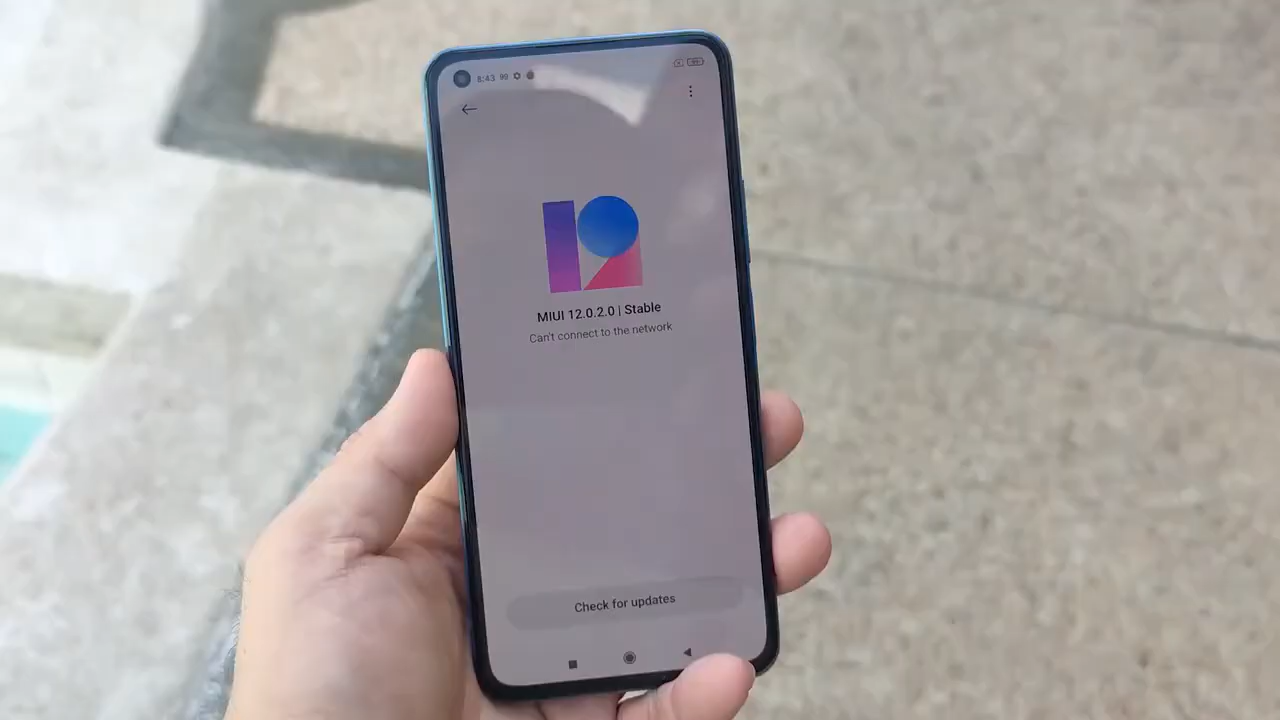 8:43
MIUI 12.0.2.0 | Stable
Can't connect to the network
Check for updates